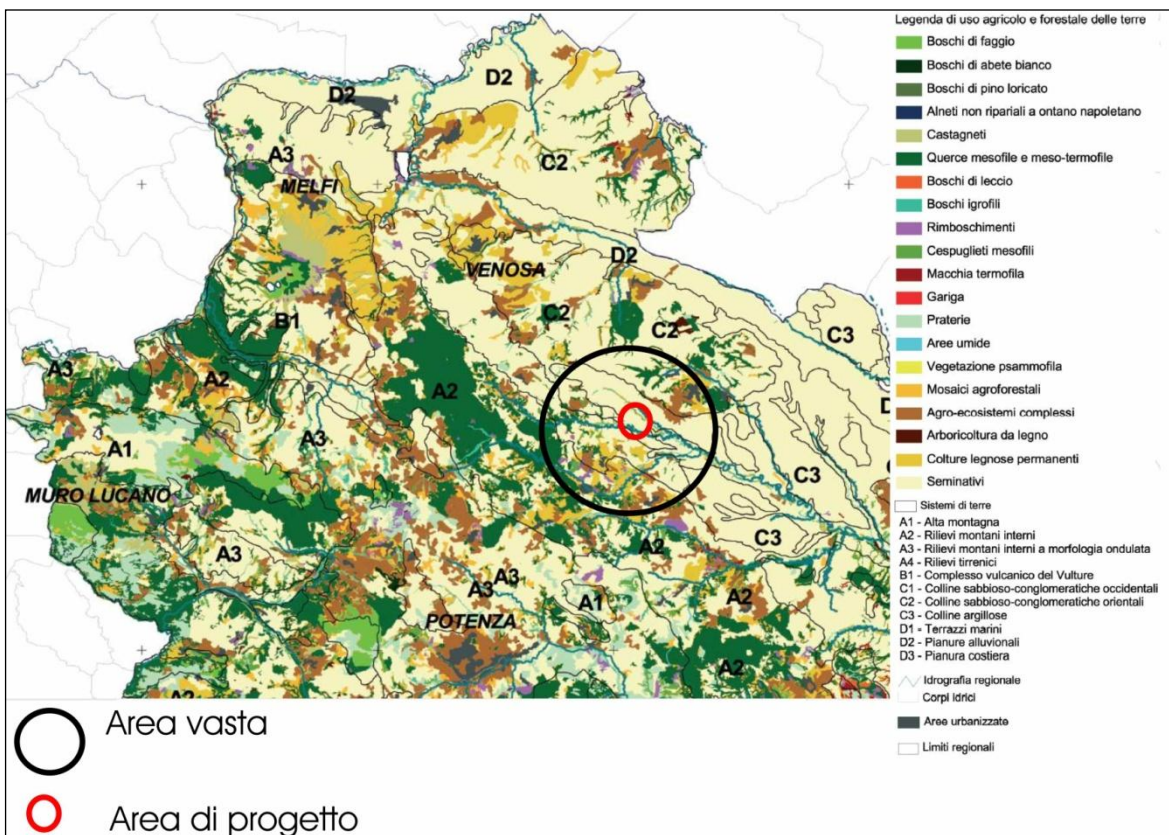 Legenda di uso agricolo e forestale delle terre
Boschi di faggio
Boschi di abete bianco
Boschi di pino loricato
Alneti non ripariali a ontano napoletano
Castagneti
Querce mesofile e meso-termofile
Boschi di leccio
Boschi igrofili
Rimboschimenti
Cespuglieti mesofili
Macchia termofila
Gariga
Praterie
Aree umide
Vegetazione psammofila
Mosaici agroforestali
Agro-ecosistemi complessi
Arboricoltura da legno
Colture legnose permanenti
Seminativi
Sistemi di terre
A1 - Alta montagna
A2 - Rilievi montani interni
A3 - Rilievi montani interni a morfologia ondulata
A4 - Rilievi tirrenici
B1 - Complesso vulcanico del Vulture
C1 - Colline sabbioso-conglomeratiche occidentali
C2 - Colline sabbioso-conglomeratiche orientali
C3 - Colline argillose
D1 - Terrazzi marini
D2 - Pianure alluvionali
D3 - Pianura costiera
Idrografia regionale
Corpi idrici
Aree urbanizzate
Limiti regionali
D2
D2
A3
C2
MELFI
VENOSA
D2
C2
C2
C3
B1
A3
A2
A2
A1
A3
D
C3
MURO LUCANO
A3
A3
A3
A2
C3
A1
A2
POTENZA
A2
A2
Area vasta
Area di progetto